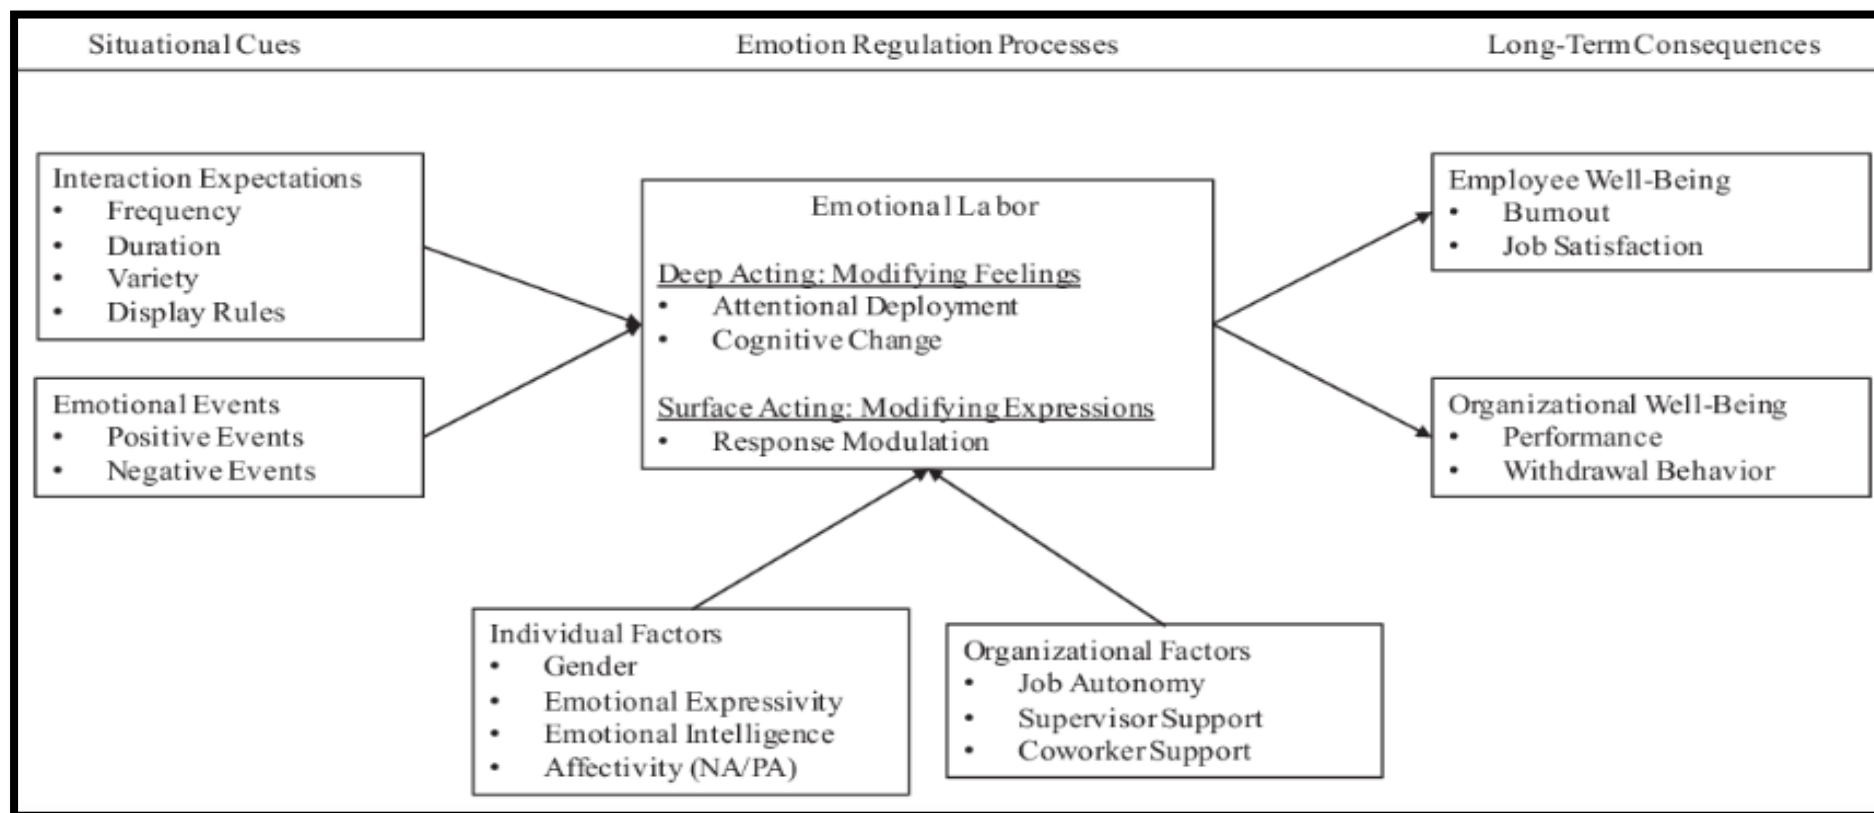 Situational Cues
Emotion Regulation Processes
Long-Term Consequences
Interaction Expectations
• Frequency
• Duration
• Variety
• Display Rules
Emotional Events
• Positive Events
• Negative Events
Emotional Labor
Deep Acting: Modifying Feelings
• Attentional Deployment
• Cognitive Change
Surface Acting: Modifying Expressions
• Response Modulation
Employee Well-Being
• Burnout
• Job Satisfaction
Organizational Well-Being
• Performance
• Withdrawal Behavior
Individual Factors
• Gender
• Emotional Expressivity
• Emotional Intelligence
• Affectivity (NA/PA)
Organizational Factors
• Job Autonomy
• Supervisor Support
• Coworker Support